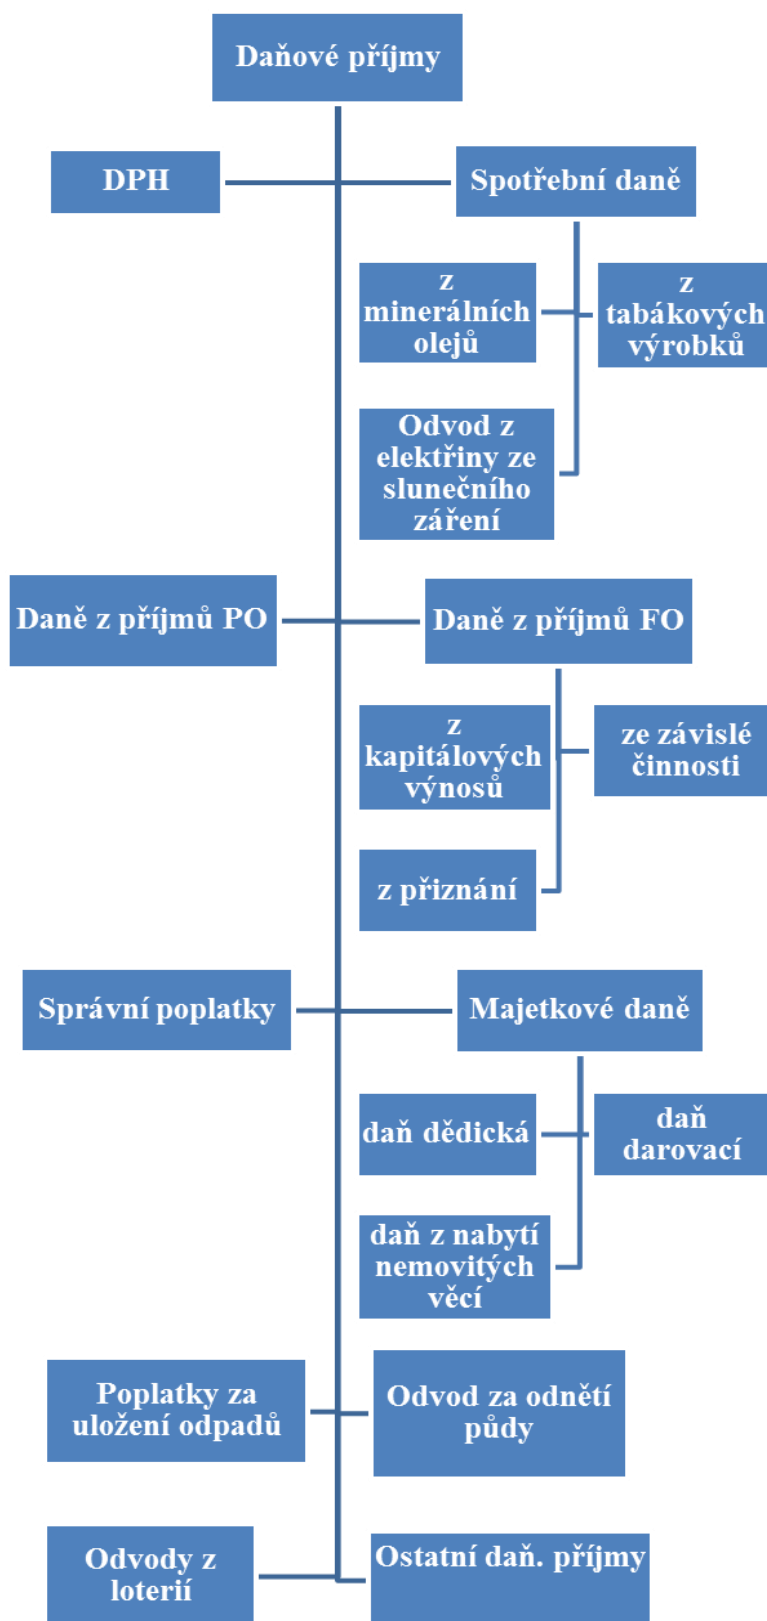 Daňové příjmy
DPH
Spotřební daně
z
minerálních
olejů
z
tabákových
výrobků
Odvod z
elektřiny ze
slunečního
záření
Daně z příjmů PO
Daně z příjmů FO
z
kapitálových
výnosů
ze závislé
činnosti
z přiznání
Správní poplatky
Majetkové daně
daň dědická
daň
darovací
daň z nabytí
nemovitých
věcí
Poplatky za
uložení odpadů
Odvod za odnětí
půdy
Odvody z
loterií
Ostatní daň. příjmy